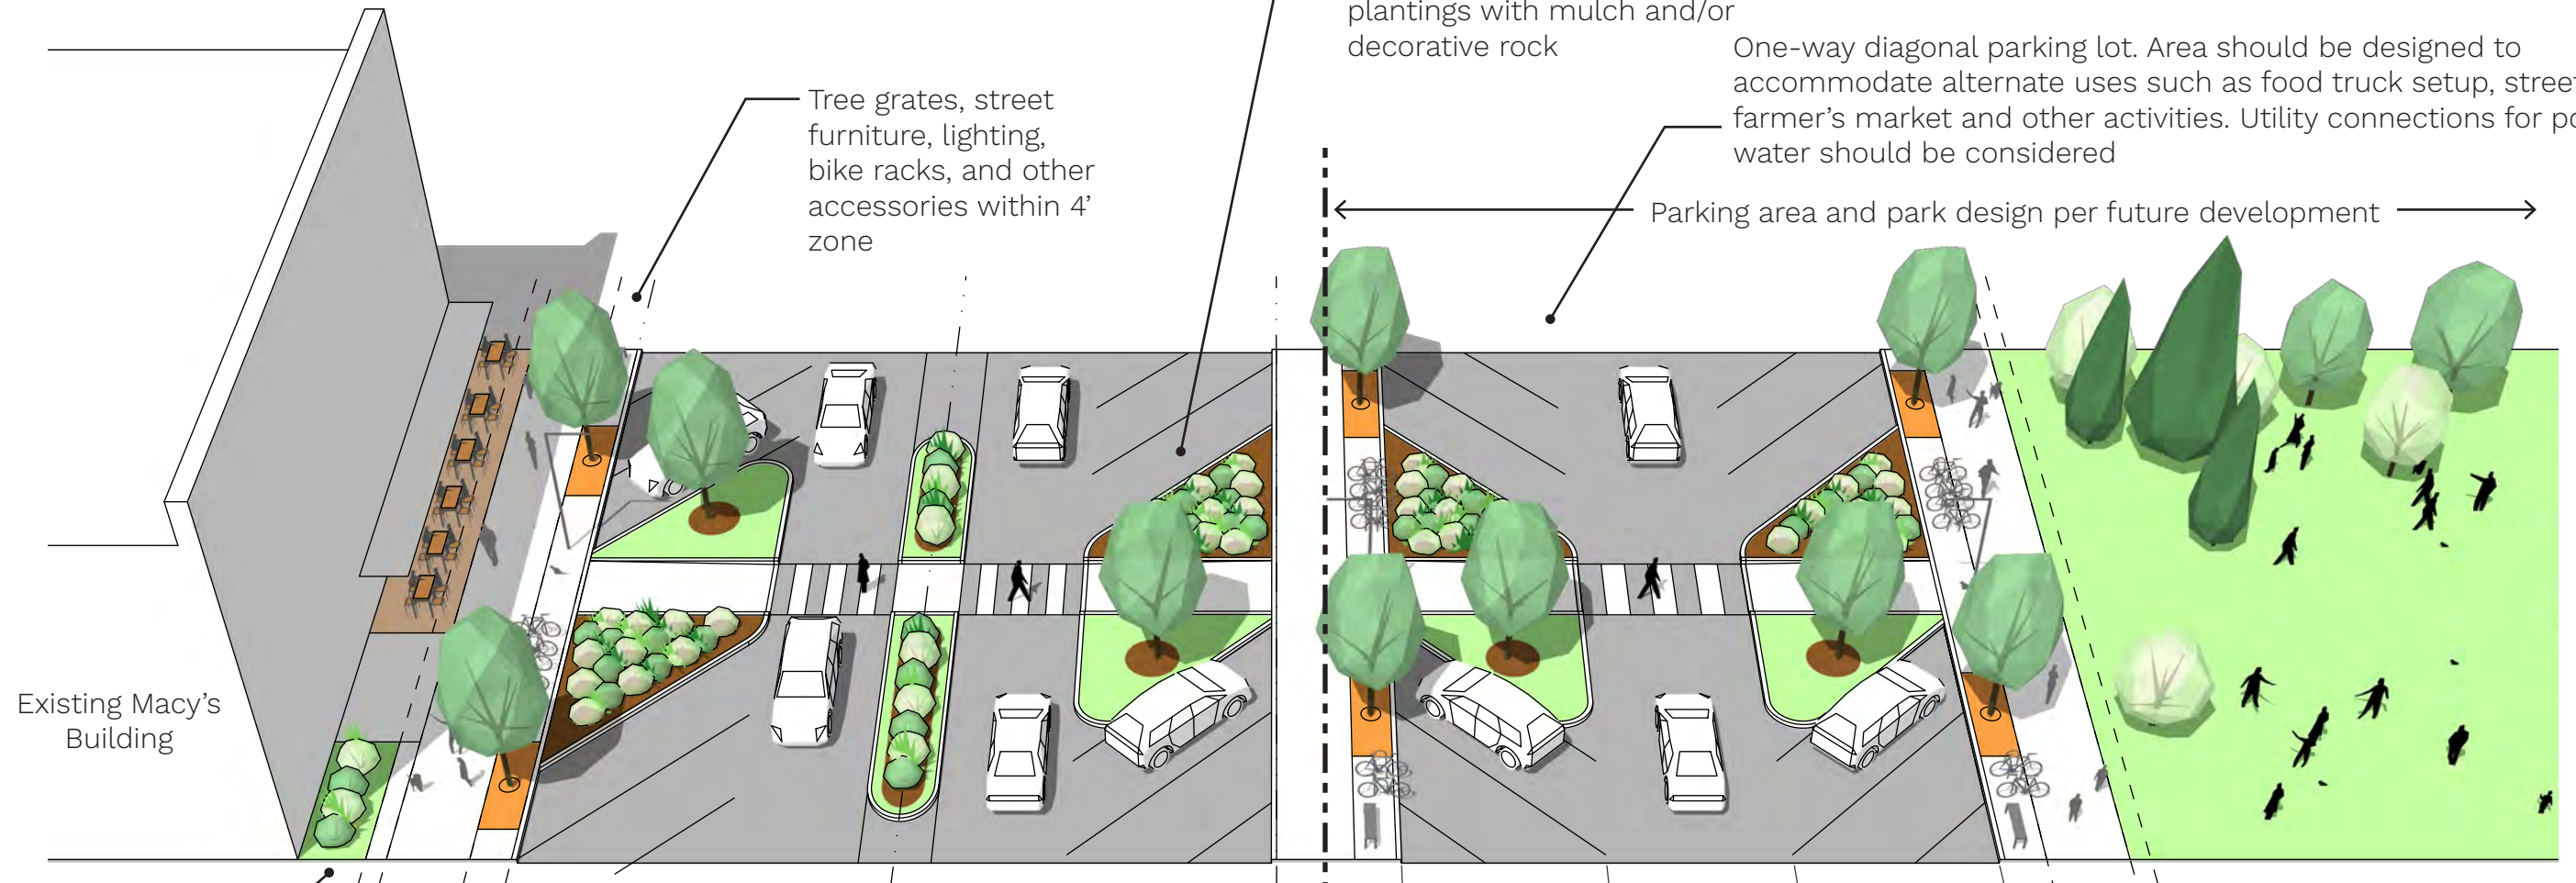 plantings with mulch and/or
decorative rock
One-way diagonal parking lot. Area should be designed to
accommodate alternate uses such as food truck setup, street
farmer’s market and other activities. Utility connections for
water should be considered
Tree grates, street
furniture, lighting,
bike racks, and other
accessories within 4’
zone
Parking area and park design per future development
Existing Macy’s
Building